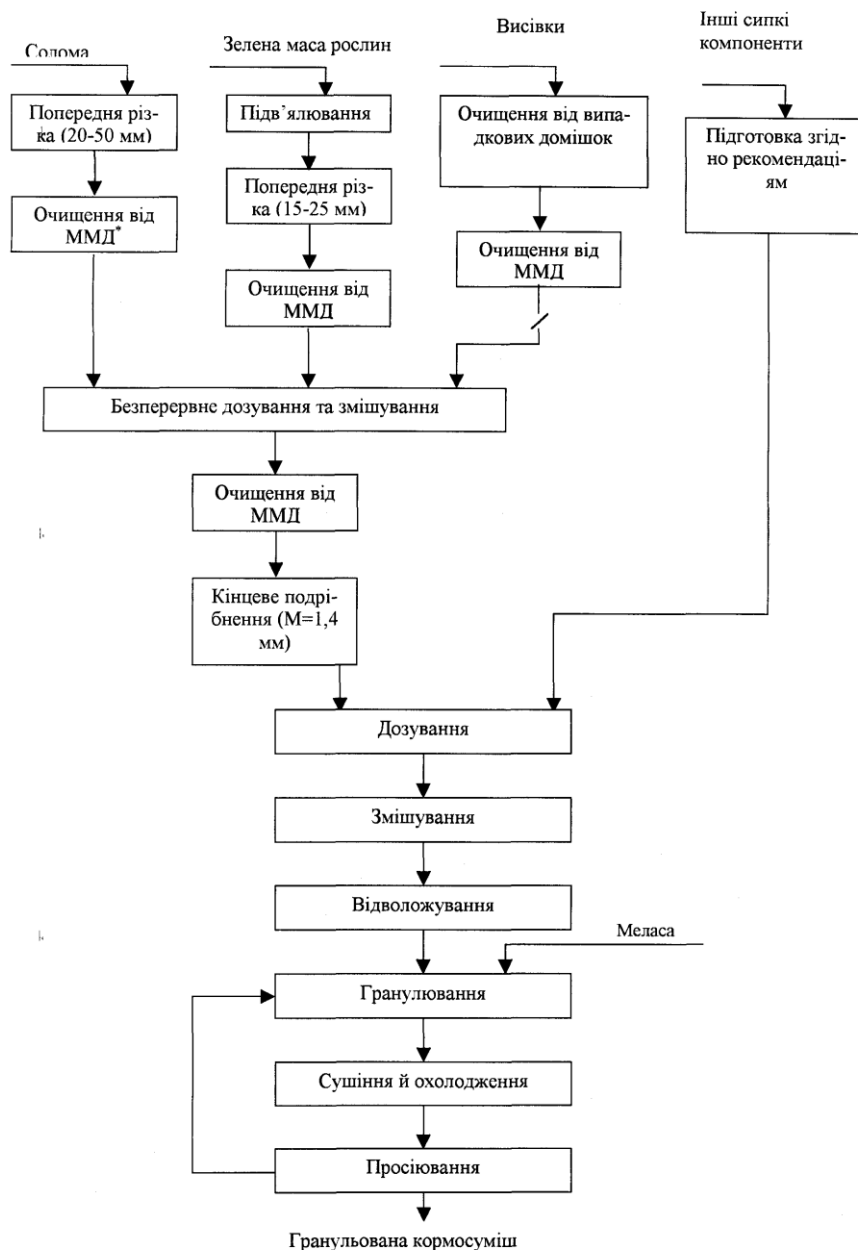 Солома
Зелена маса рослин
Висівки
Інші сипкі
компоненти
Попередня різ-
ка (20-50 мм)
Підв’ялювання
Очищення від випа-
дкових домішок
Підготовка згід-
но рекомендаці-
ям
Очищення від
ММД*
Попередня різ-
ка (15-25 мм)
Очищення від
ММД
Очищення від
ММД
Безперервне дозування та змішування
Очищення від
ММД
Кінцеве подрі-
бнення (М=1,4
мм)
Дозування
Змішування
Відволожування
Меласа
Гранулювання
Сушіння й охолодження
Просіювання
Гранульована кормосуміш